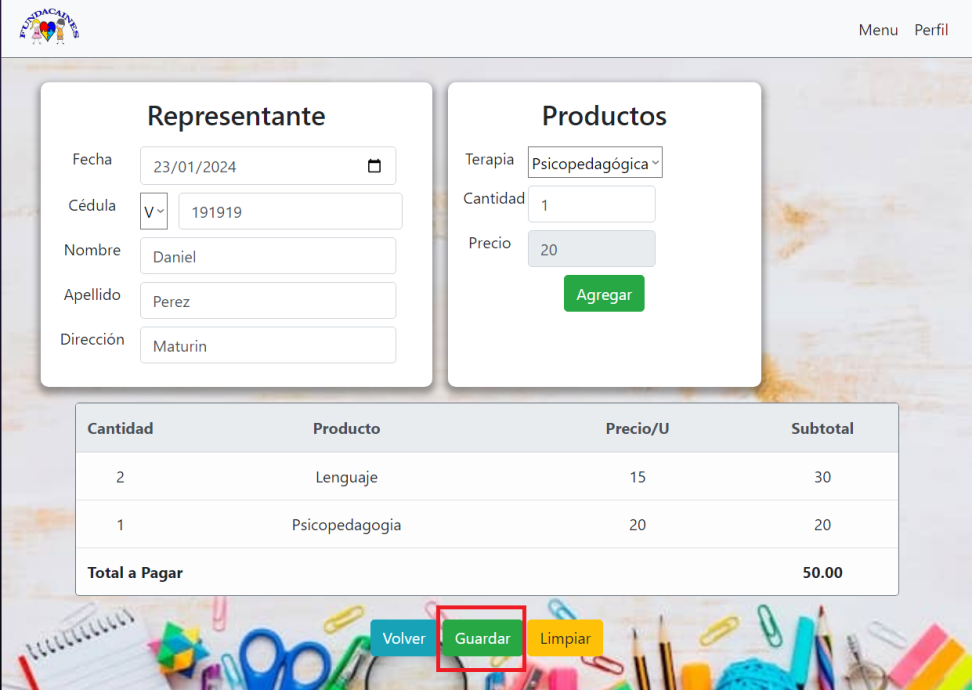 FUNDACAINES
Menu Perfil
Representante
Fecha 23/01/2024
Cédula V 191919
Nombre Daniel
Apellido Perez
Dirección Maturin
Productos
Terapia Psicopedagógica
Cantidad 1
Precio 20
Agregar
Cantidad Producto Precio/U Subtotal
2 Lenguaje 15 30
1 Psicopedagogia 20 20
Total a Pagar 50.00
Volver Guardar Limpiar